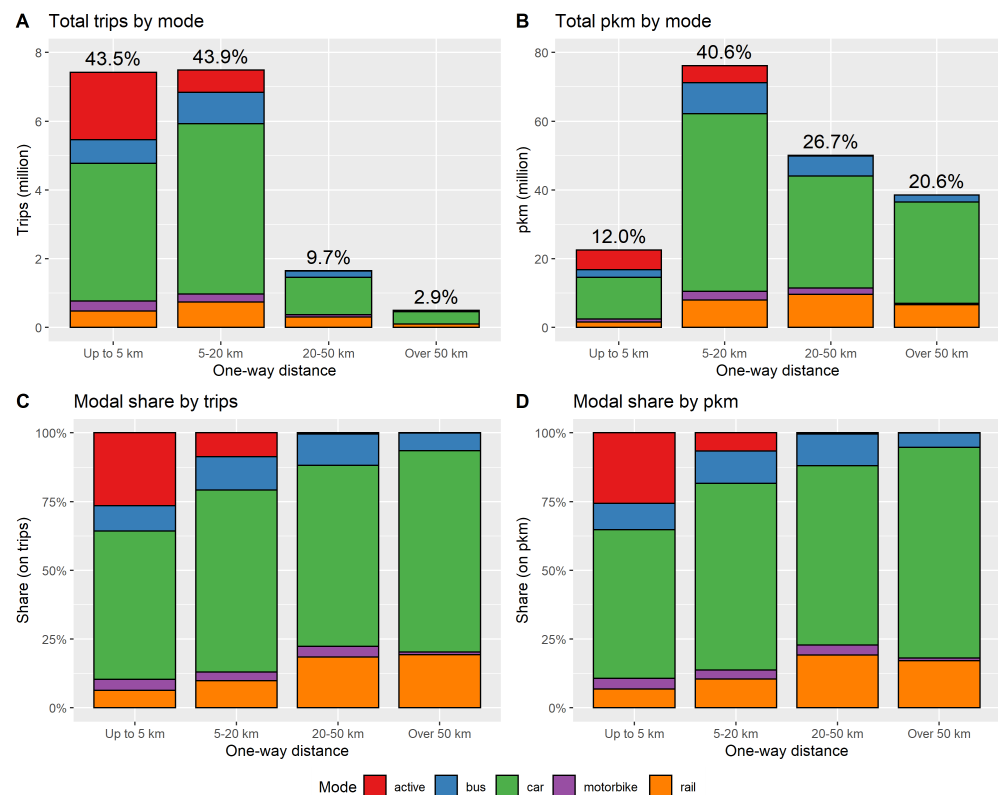 A Total trips by mode
8
6
4
2
0
Trips (million)
43.5%
43.9%
9.7%
2.9%
Up to 5 km
5-20 km
20-50 km
Over 50 km
One-way distance
B Total pkm by mode
80
60
40
20
0
pkm (million)
12.0%
40.6%
26.7%
20.6%
Up to 5 km
5-20 km
20-50 km
Over 50 km
One-way distance
C Modal share by trips
100%
75%
50%
25%
0%
Share (on trips)
Up to 5 km
5-20 km
20-50 km
Over 50 km
One-way distance
D Modal share by pkm
100%
75%
50%
25%
0%
Share (on pkm)
Up to 5 km
5-20 km
20-50 km
Over 50 km
One-way distance
Mode active bus car motorbike rail